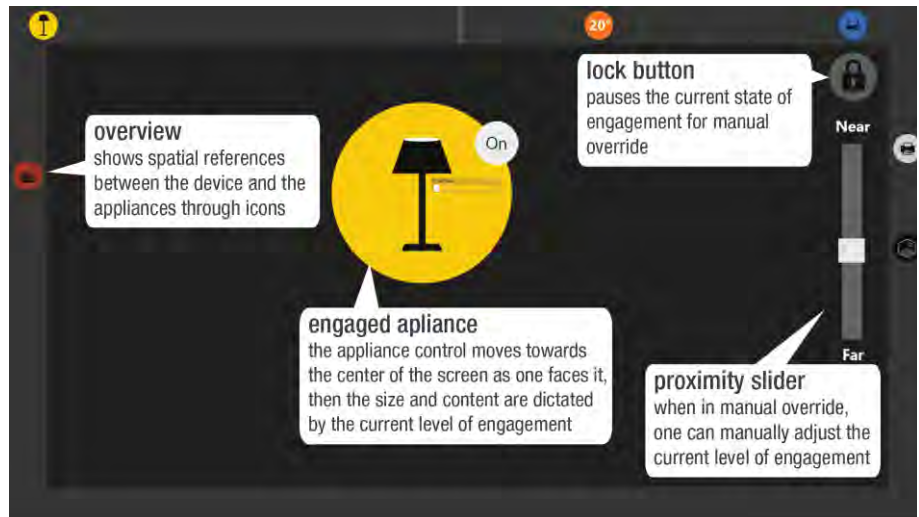 20°
lock button
pauses the current state of
engagement for manual
override
overview
shows spatial references
between the device and the
appliances through icons
On
Near
engaged apliance
the appliance control moves towards
the center of the screen as one faces it,
then the size and content are dictated
by the current level of engagement
Far
proximity slider
when in manual override,
one can manually adjust the
current level of engagement